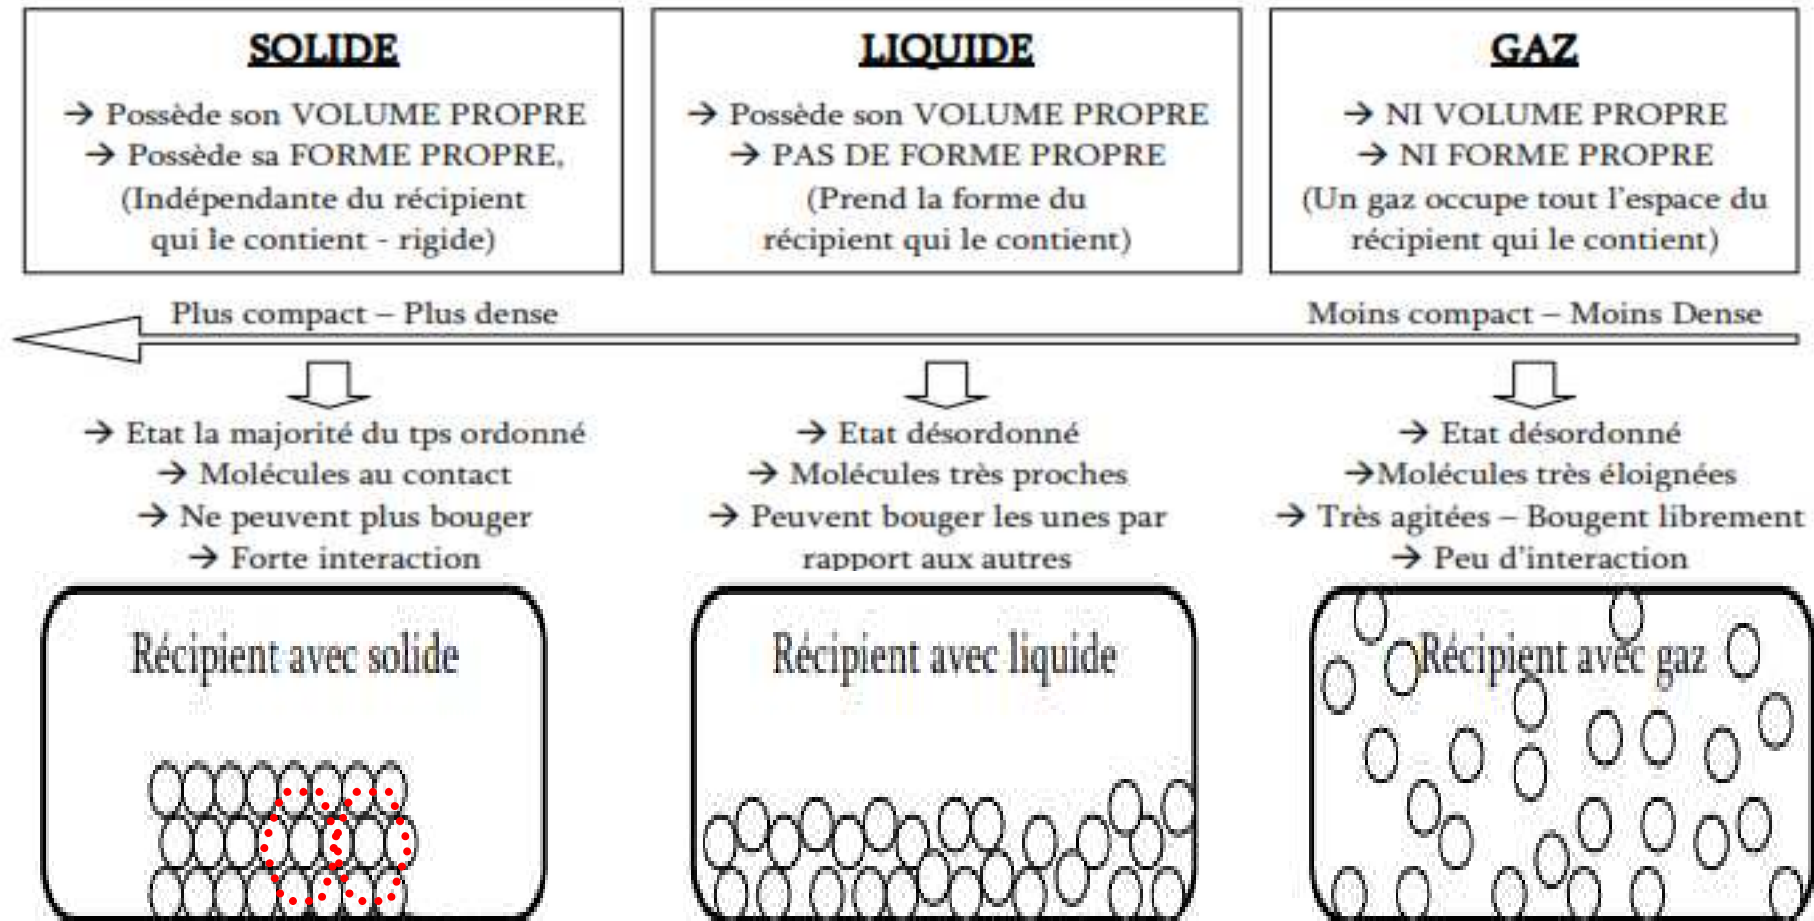 SOLIDE
→ Possède son VOLUME PROPRE
→ Possède sa FORME PROPRE,
(Indépendante du récipient
qui le contient - rigide)
LIQUIDE
→ Possède son VOLUME PROPRE
→ PAS DE FORME PROPRE
(Prend la forme du
récipient qui le contient)
GAZ
→ NI VOLUME PROPRE
→ NI FORME PROPRE
(Un gaz occupe tout l'espace du
récipient qui le contient)
Plus compact – Plus dense
Moins compact – Moins Dense
→ Etat la majorité du tps ordonné
→ Molécules au contact
→ Ne peuvent plus bouger
→ Forte interaction
→ Etat désordonné
→ Molécules très proches
→ Peuvent bouger les unes par
rapport aux autres
→ Etat désordonné
→Molécules très éloignées
→ Très agitées – Bougent librement
→ Peu d'interaction
Récipient avec solide
Récipient avec liquide
Récipient avec gaz